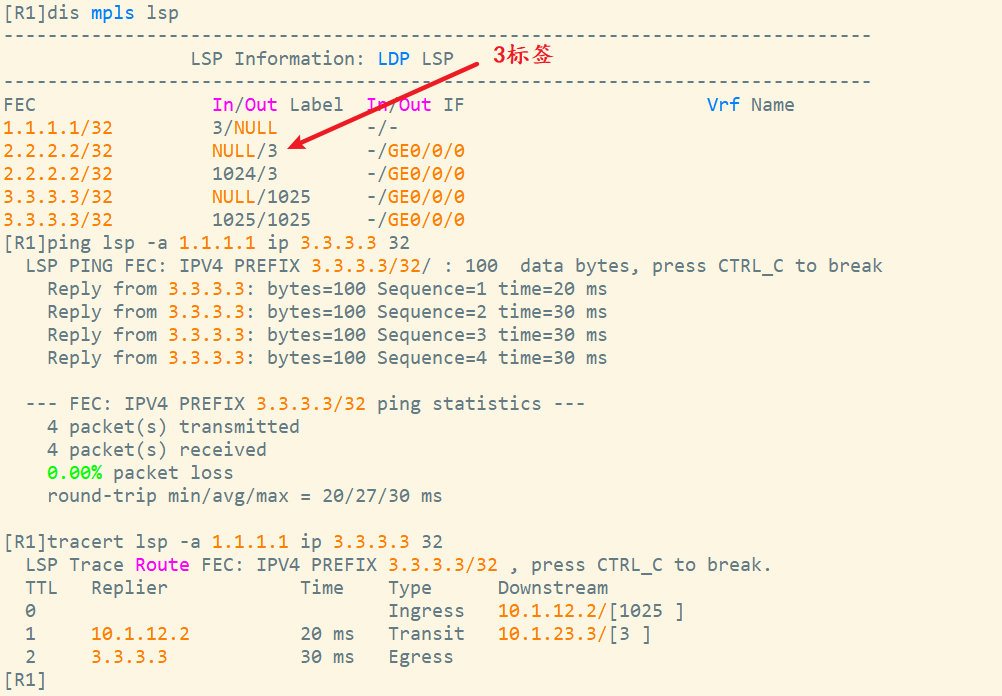 [R1]dis mpls lsp
-------------------------------------------------------------------------------
                 LSP Information: LDP LSP
3标签
-------------------------------------------------------------------------------
FEC                In/Out Label  In/Out IF                      Vrf Name
1.1.1.1/32         3/NULL        -/-
2.2.2.2/32         NULL/3        -/GE0/0/0
2.2.2.2/32         1024/3        -/GE0/0/0
3.3.3.3/32         NULL/1025     -/GE0/0/0
3.3.3.3/32         1025/1025     -/GE0/0/0
[R1]ping lsp -a 1.1.1.1 ip 3.3.3.3 32
  LSP PING FEC: IPV4 PREFIX 3.3.3.3/32/ : 100  data bytes, press CTRL_C to break
    Reply from 3.3.3.3: bytes=100 Sequence=1 time=20 ms
    Reply from 3.3.3.3: bytes=100 Sequence=2 time=30 ms
    Reply from 3.3.3.3: bytes=100 Sequence=3 time=30 ms
    Reply from 3.3.3.3: bytes=100 Sequence=4 time=30 ms
  --- FEC: IPV4 PREFIX 3.3.3.3/32 ping statistics ---
    4 packet(s) transmitted
    4 packet(s) received
    0.00% packet loss
    round-trip min/avg/max = 20/27/30 ms
[R1]tracert lsp -a 1.1.1.1 ip 3.3.3.3 32
  LSP Trace Route FEC: IPV4 PREFIX 3.3.3.3/32 , press CTRL_C to break.
  TTL   Replier            Time    Type      Downstream
  0                                Ingress   10.1.12.2/[1025 ]
  1     10.1.12.2          20 ms   Transit   10.1.23.3/[3 ]
  2     3.3.3.3            30 ms   Egress
[R1]